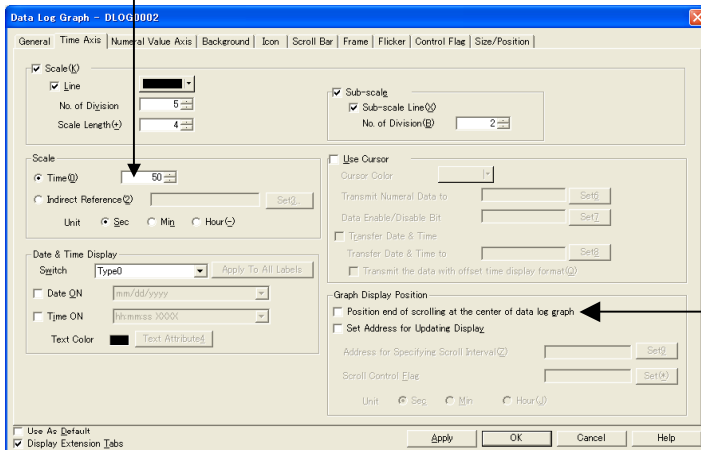 Data Log Graph - DLOG0002
General Time Axis Numeral Value Axis Background Icon Scroll Bar Frame Flicker Control Flag Size/Position
Scale(K)
Line
No. of Division 5
Scale Length(+) 4
Sub-scale
Sub-scale Line(X)
No. of Division(B) 2
Scale
Time(0) 50
Indirect Reference(2) Set3..
Unit Sec Min Hour(-)
Date & Time Display
Switch Type0 Apply To All Labels
Date ON mm/dd/yyyy
Time ON hh:mm:ss XXXX
Text Color Text Attribute4
Use Cursor
Cursor Color
Transmit Numeral Data to Set6
Data Enable/Disable Bit Set7
Transfer Date & Time
Transfer Date & Time to Set8
Transmit the data with offset time display format(Q)
Graph Display Position
Position end of scrolling at the center of data log graph
Set Address for Updating Display
Address for Specifying Scroll Interval(Z) Set9
Scroll Control Flag Set(*)
Unit Sec Min Hour(J)
Use As Default
Display Extension Tabs
Apply OK Cancel Help